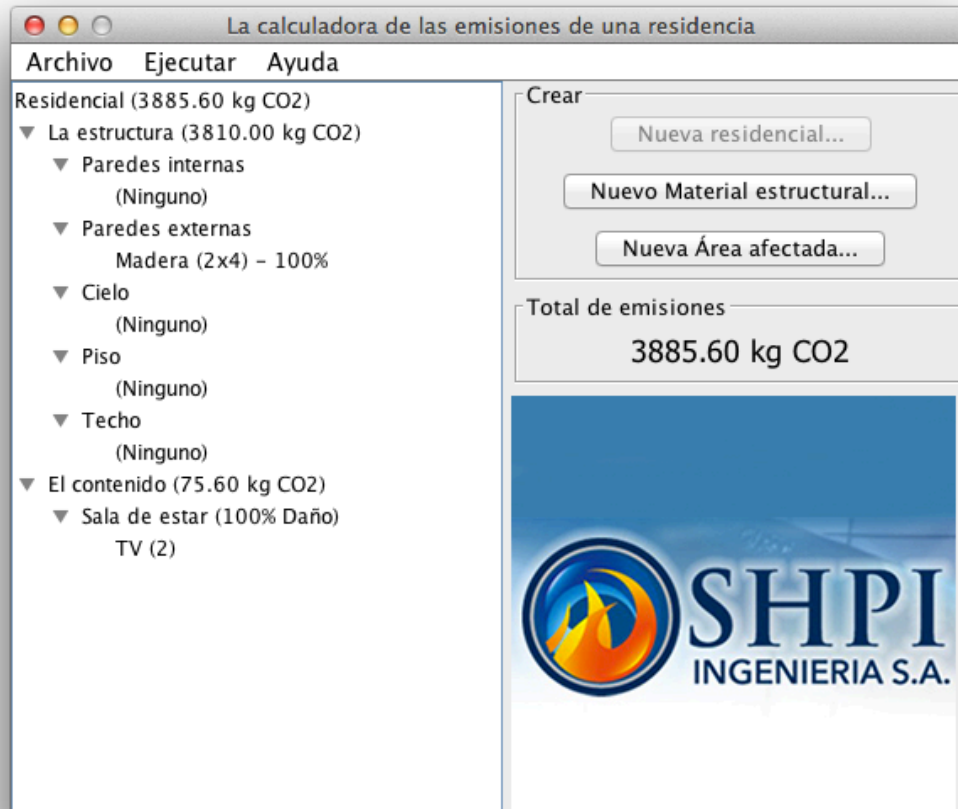 La calculadora de las emisiones de una residencia
Archivo Ejecutar Ayuda
Residencial (3885.60 kg CO2)
La estructura (3810.00 kg CO2)
Paredes internas
(Ninguno)
Paredes externas
Madera (2x4) – 100%
Cielo
(Ninguno)
Piso
(Ninguno)
Techo
(Ninguno)
El contenido (75.60 kg CO2)
Sala de estar (100% Daño)
TV (2)
Crear
Nueva residencial...
Nuevo Material estructural...
Nueva Área afectada...
Total de emisiones
3885.60 kg CO2
SHPI
INGENIERIA S.A.